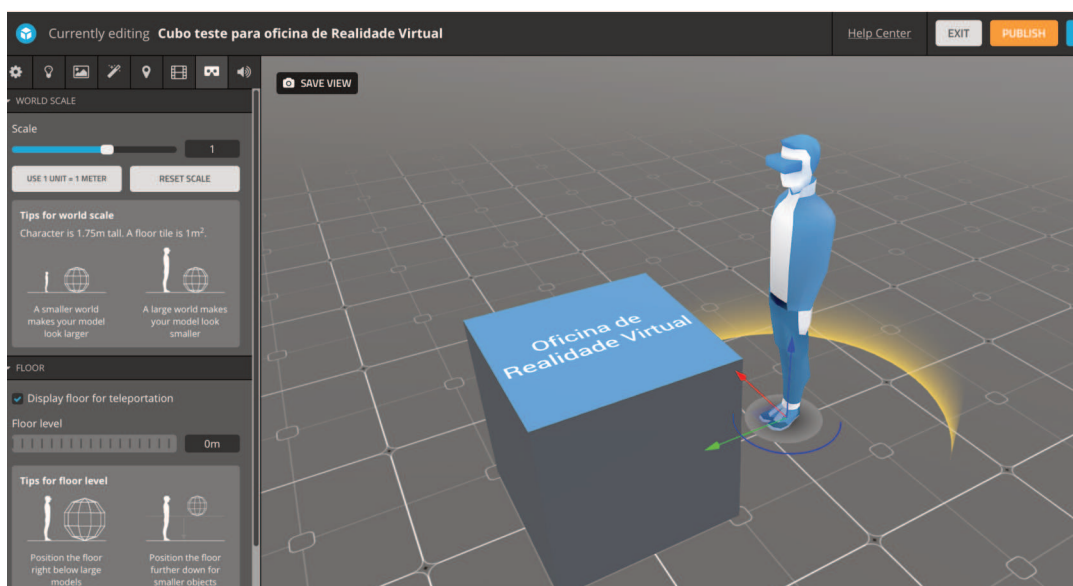 Currently editing Cubo teste para oficina de Realidade Virtual
Help Center
EXIT
PUBLISH
SAVE VIEW
WORLD SCALE
Scale
1
USE 1 UNIT = 1 METER
RESET SCALE
Tips for world scale
Character is 1.75m tall. A floor tile is 1m².
A smaller world
makes your model
look larger
A large world makes
your model look
smaller
FLOOR
Display floor for teleportation
Floor level
0m
Tips for floor level
Position the floor
right below large
models
Position the floor
further down for
smaller objects
Oficina de
Realidade Virtual